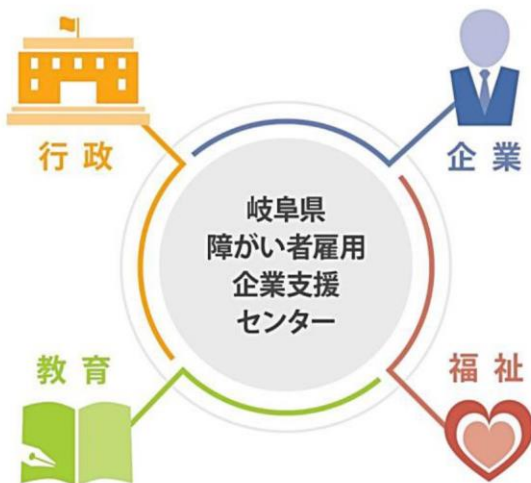 行政
企業
岐阜県
障がい者雇用
企業支援
センター
教育
福祉